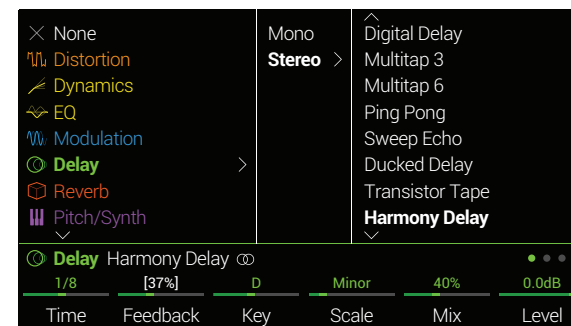 None
Distortion
Dynamics
EQ
Modulation
Delay
Reverb
Pitch/Synth
Mono
Stereo >
Digital Delay
Multitap 3
Multitap 6
Ping Pong
Sweep Echo
Ducked Delay
Transistor Tape
Harmony Delay
Delay Harmony Delay
1/8 [37%] D Minor 40% 0.0dB
Time Feedback Key Scale Mix Level